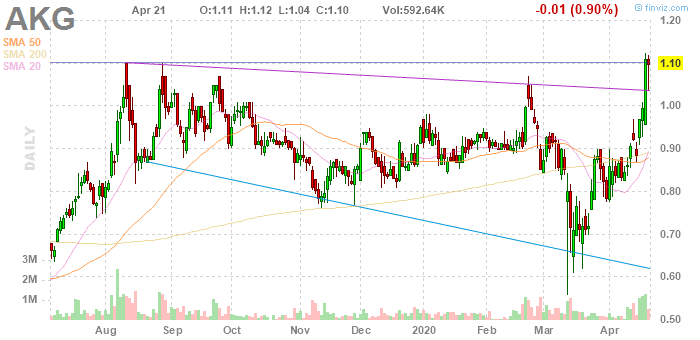 AKG Apr 21 O:1.11 H:1.12 L:1.04 C:1.10 Vol:592.64K -0.01 (0.90%) © finviz.com
SMA 50
SMA 200
SMA 20
DAILY
1.20
1.10
1.00
0.90
0.80
0.70
0.60
0.50
3M
2M
1M
Aug Sep Oct Nov Dec 2020 Feb Mar Apr